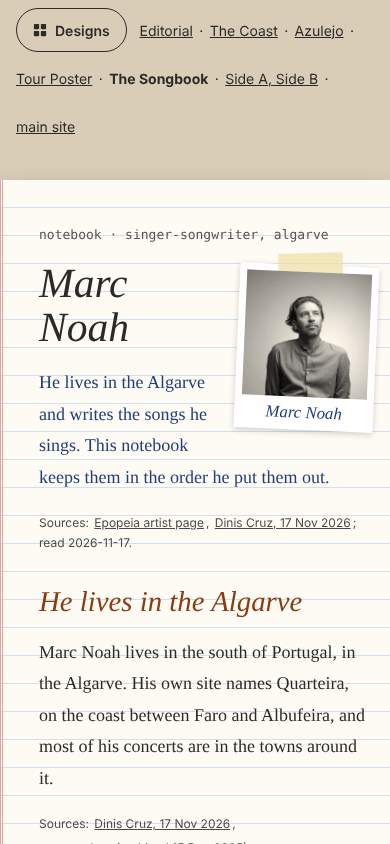 Designs Editorial · The Coast · Azulejo ·
Tour Poster · The Songbook · Side A, Side B ·
main site
notebook · singer-songwriter, algarve
Marc
Noah
Marc Noah
He lives in the Algarve
and writes the songs he
sings. This notebook
keeps them in the order he put them out.
Sources: Epopeia artist page, Dinis Cruz, 17 Nov 2026;
read 2026-11-17.
He lives in the Algarve
Marc Noah lives in the south of Portugal, in
the Algarve. His own site names Quarteira,
on the coast between Faro and Albufeira, and
most of his concerts are in the towns around
it.
Sources: Dinis Cruz, 17 Nov 2026,